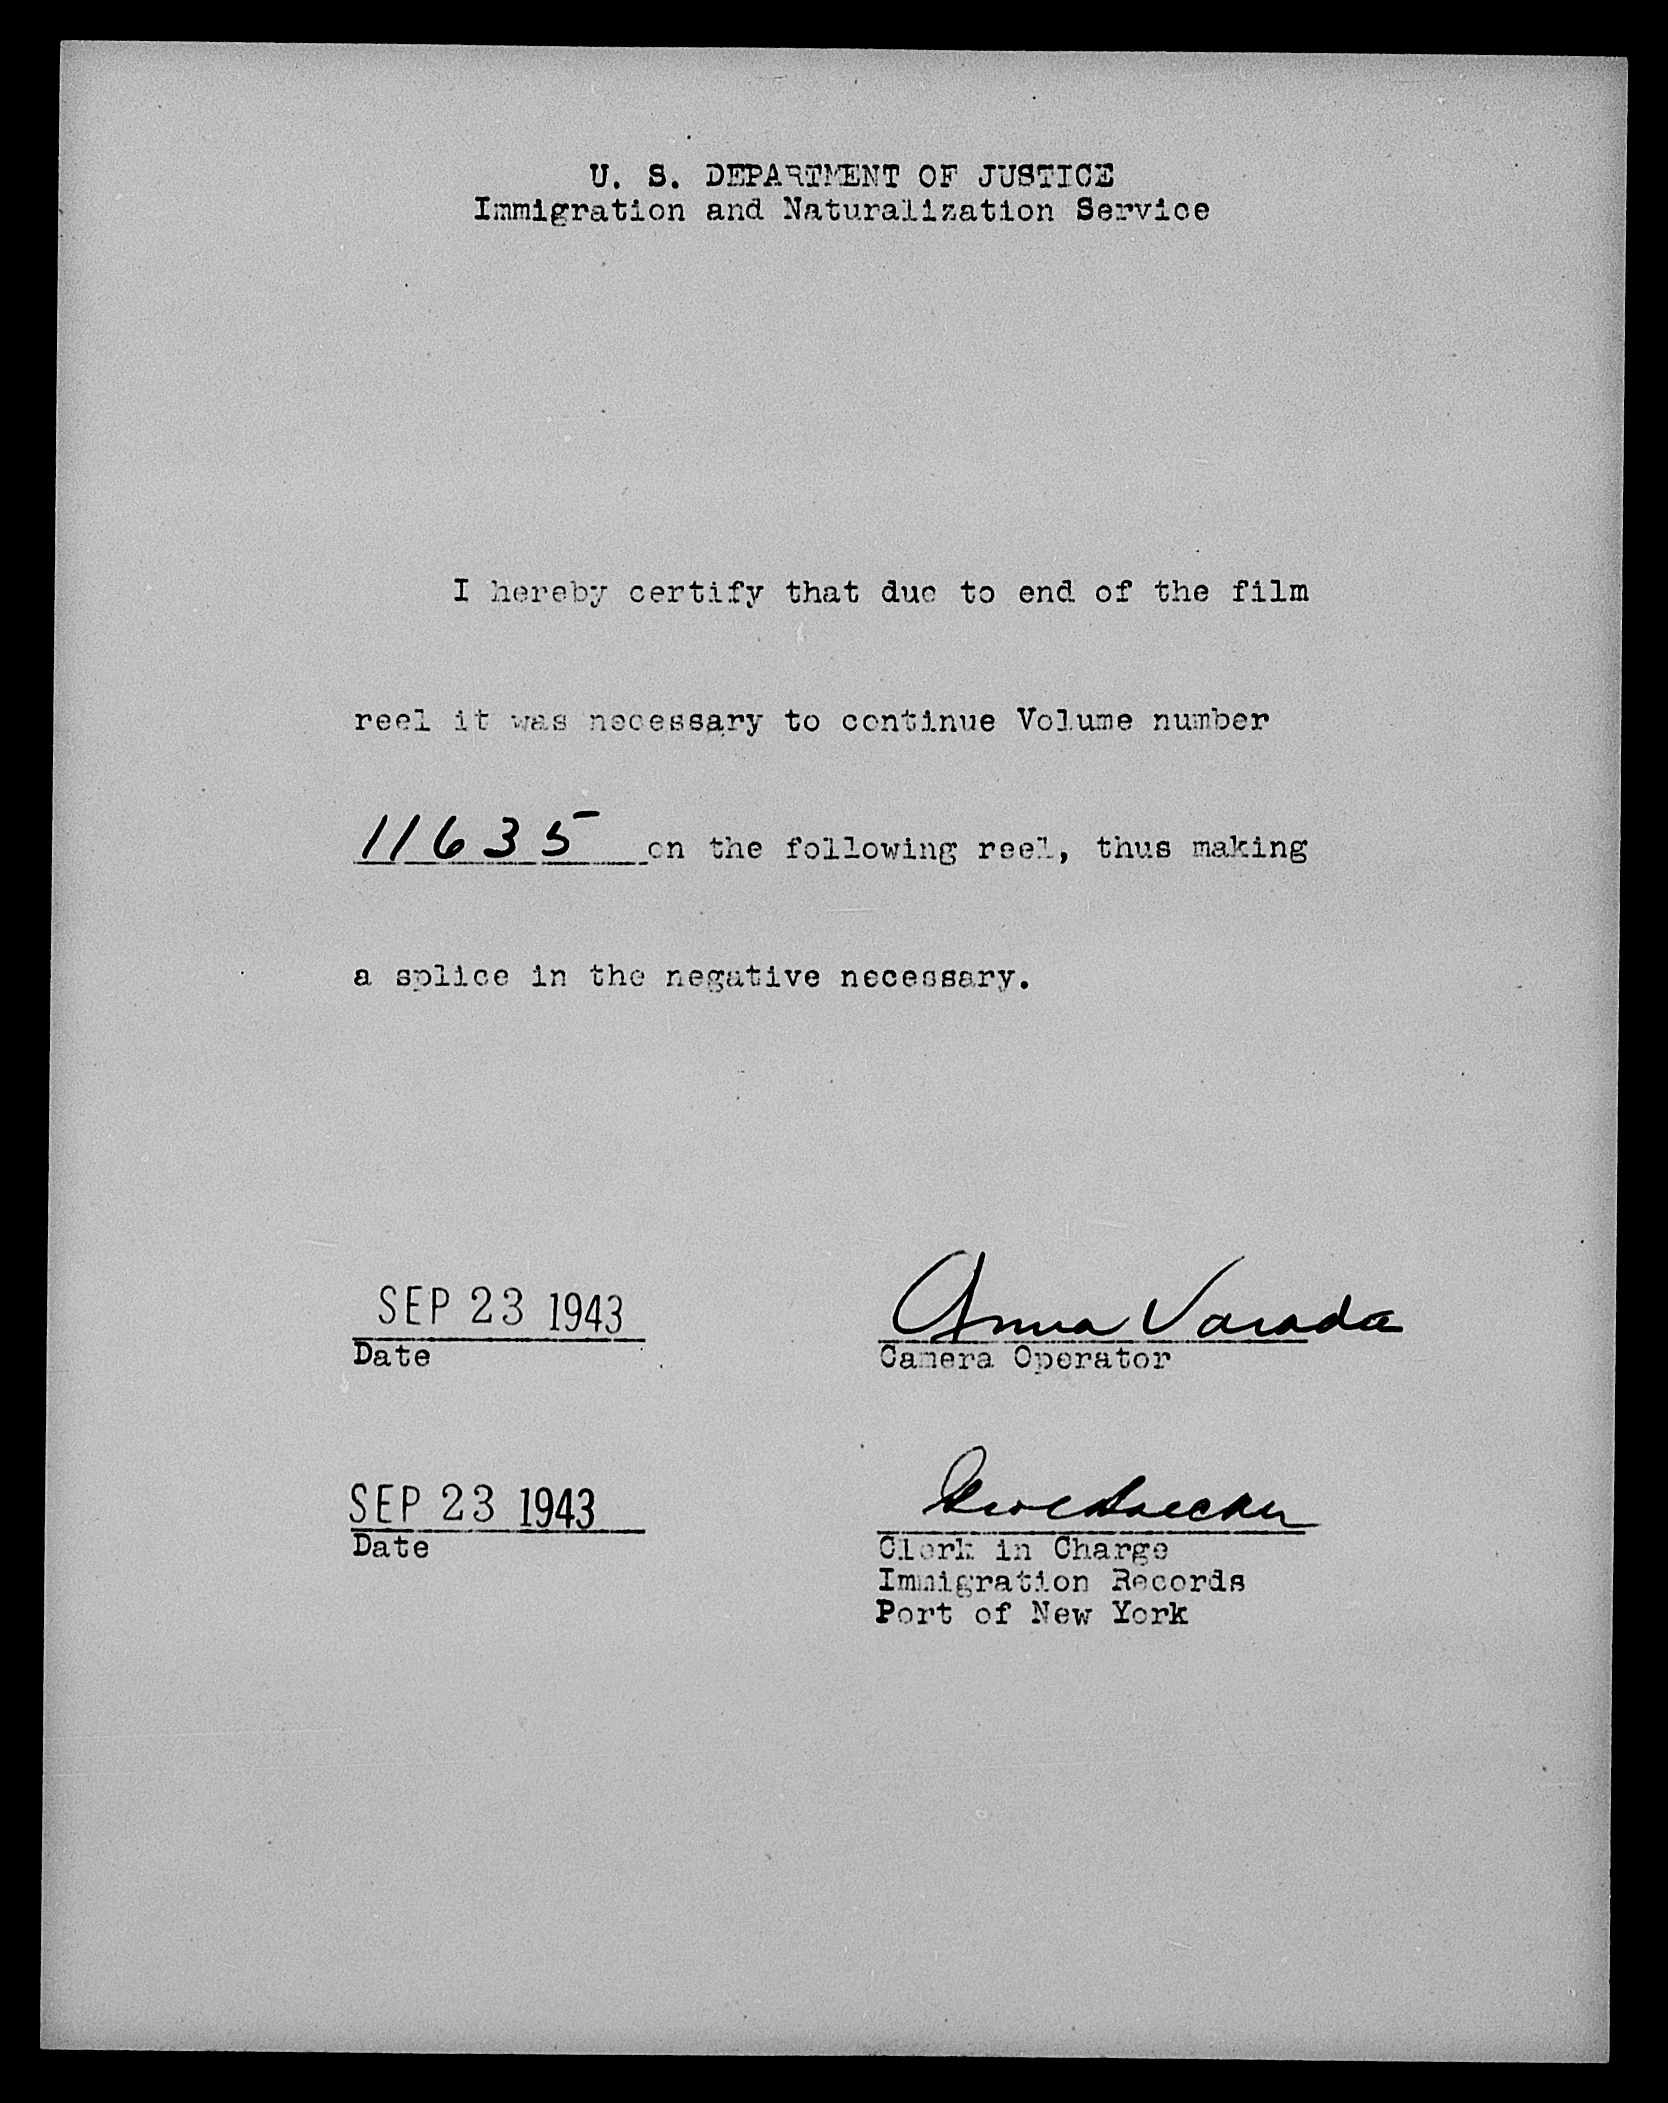 U. S. DEPARTMENT OF JUSTICE
Immigration and Naturalization Service
I hereby certify that due to end of the film
reel it was necessary to continue Volume number
11635 on the following reel, thus making
a splice in the negative necessary.
SEP 23 1943
Date
Anna Varada
Camera Operator
SEP 23 1943
Date
Clerk in Charge
Immigration Records
Port of New York